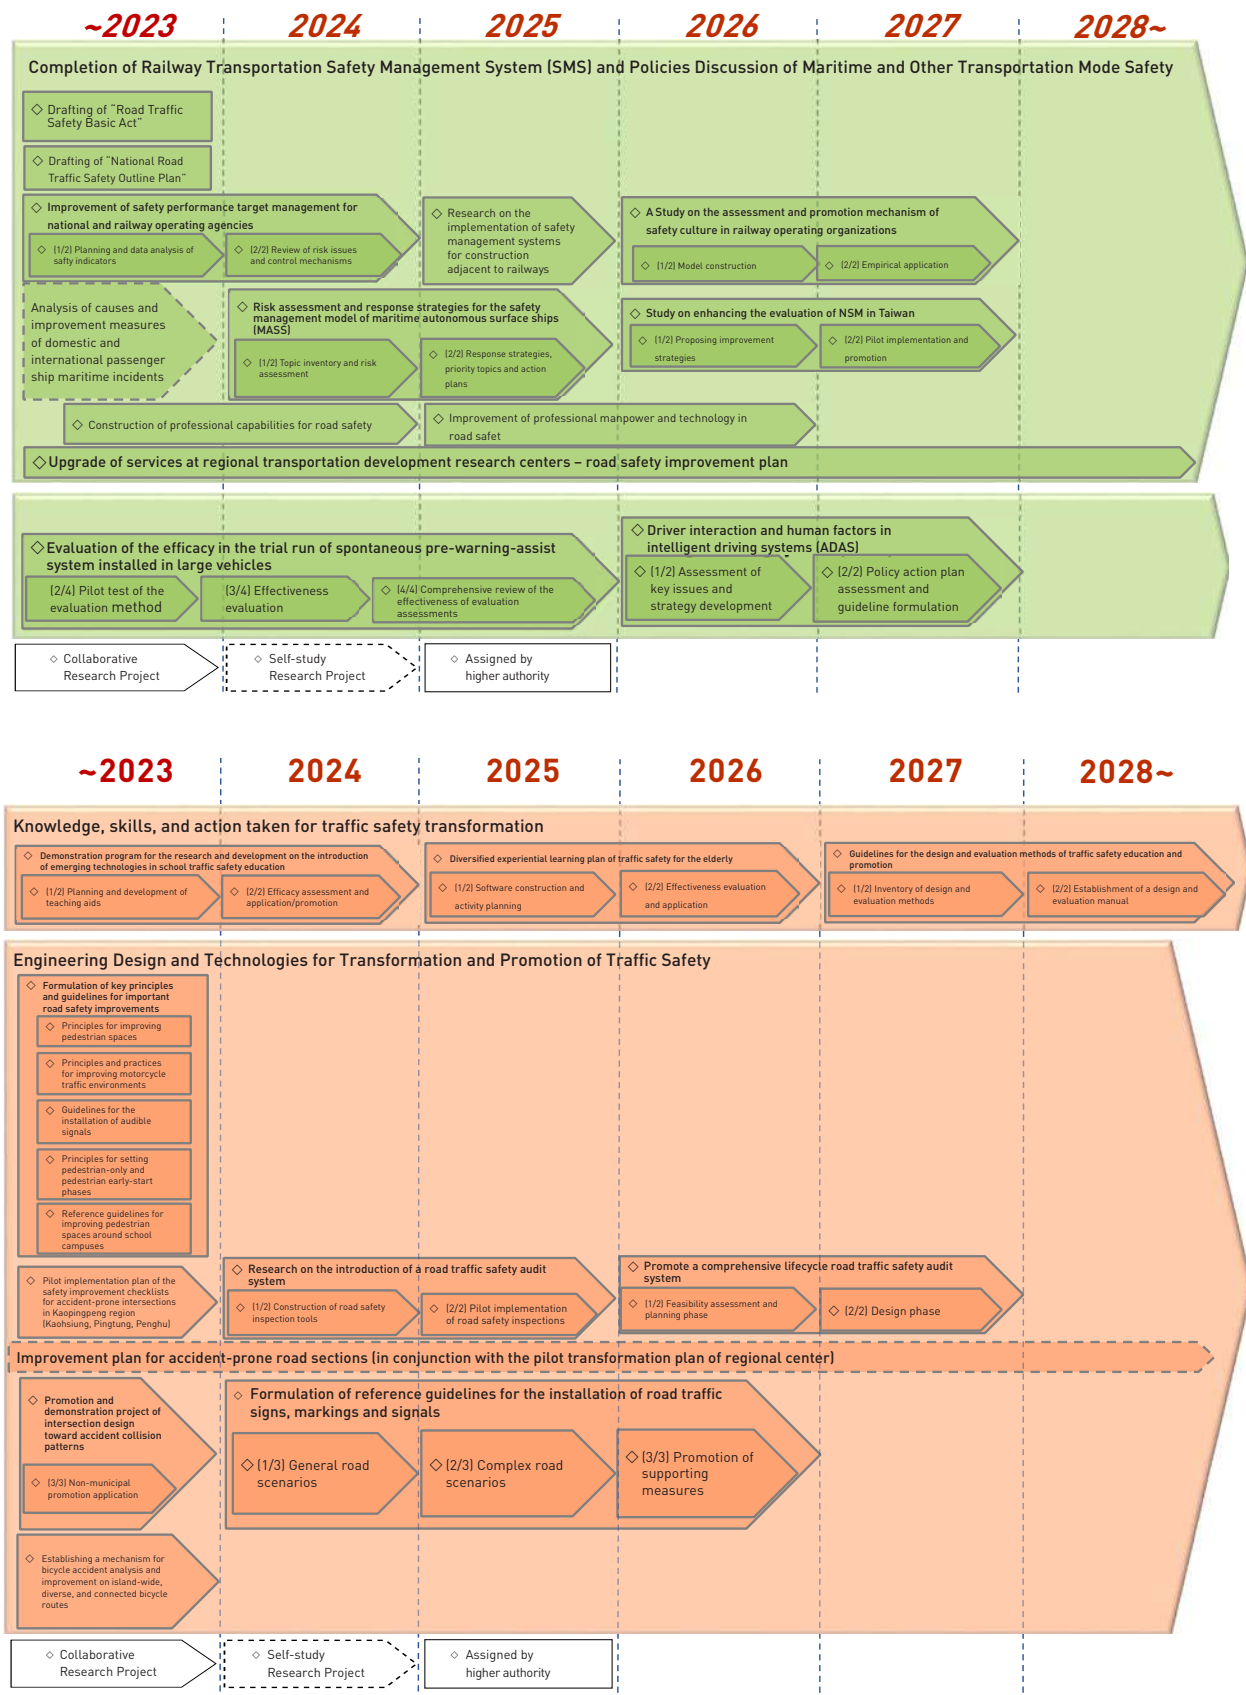 ~2023 2024 2025 2026 2027 2028~
Completion of Railway Transportation Safety Management System (SMS) and Policies Discussion of Maritime and Other Transportation Mode Safety
◇ Drafting of “Road Traffic
Safety Basic Act”
◇ Drafting of “National Road
Traffic Safety Outline Plan”
◇ Improvement of safety performance target management for
national and railway operating agencies
◇ (1/2) Planning and data analysis of
safty indicators
◇ (2/2) Review of risk issues
and control mechanisms
◇ Research on the
implementation of safety
management systems
for construction
adjacent to railways
◇ A Study on the assessment and promotion mechanism of
safety culture in railway operating organizations
◇ (1/2) Model construction
◇ (2/2) Empirical application
Analysis of causes and
improvement measures
of domestic and
international passenger
ship maritime incidents
◇ Risk assessment and response strategies for the safety
management model of maritime autonomous surface ships
(MASS)
◇ (1/2) Topic inventory and risk
assessment
◇ (2/2) Response strategies,
priority topics and action
plans
◇ Study on enhancing the evaluation of NSM in Taiwan
◇ (1/2) Proposing improvement
strategies
◇ (2/2) Pilot implementation and
promotion
◇ Construction of professional capabilities for road safety
◇ Improvement of professional manpower and technology in
road safet
◇ Upgrade of services at regional transportation development research centers – road safety improvement plan
◇ Evaluation of the efficacy in the trial run of spontaneous pre-warning-assist
system installed in large vehicles
(2/4) Pilot test of the
evaluation method
◇ (3/4) Effectiveness
evaluation
◇ (4/4) Comprehensive review of the
effectiveness of evaluation
assessments
◇ Driver interaction and human factors in
intelligent driving systems (ADAS)
◇ (1/2) Assessment of
key issues and
strategy development
◇ (2/2) Policy action plan
assessment and
guideline formulation
◇ Collaborative
Research Project
◇ Self-study
Research Project
◇ Assigned by
higher authority
~2023 2024 2025 2026 2027 2028~
Knowledge, skills, and action taken for traffic safety transformation
◇ Demonstration program for the research and development on the introduction
of emerging technologies in school traffic safety education
◇ (1/2) Planning and development of
teaching aids
◇ (2/2) Efficacy assessment and
application/promotion
◇ Diversified experiential learning plan of traffic safety for the elderly
◇ (1/2) Software construction and
activity planning
◇ (2/2) Effectiveness evaluation
and application
◇ Guidelines for the design and evaluation methods of traffic safety education and
promotion
◇ (1/2) Inventory of design and
evaluation methods
◇ (2/2) Establishment of a design and
evaluation manual
Engineering Design and Technologies for Transformation and Promotion of Traffic Safety
◇ Formulation of key principles
and guidelines for important
road safety improvements
◇ Principles for improving
pedestrian spaces
◇ Principles and practices
for improving motorcycle
traffic environments
◇ Guidelines for the
installation of audible
signals
◇ Principles for setting
pedestrian-only and
pedestrian early-start
phases
◇ Reference guidelines for
improving pedestrian
spaces around school
campuses
◇ Pilot implementation plan of the
safety improvement checklists
for accident-prone intersections
in Kaopingpeng region
(Kaohsiung, Pingtung, Penghu)
◇ Research on the introduction of a road traffic safety audit
system
◇ (1/2) Construction of road safety
inspection tools
◇ (2/2) Pilot implementation
of road safety inspections
◇ Promote a comprehensive lifecycle road traffic safety audit
system
◇ (1/2) Feasibility assessment and
planning phase
◇ (2/2) Design phase
Improvement plan for accident-prone road sections (in conjunction with the pilot transformation plan of regional center)
◇ Promotion and
demonstration project of
intersection design
toward accident collision
patterns
◇ (3/3) Non-municipal
promotion application
◇ Formulation of reference guidelines for the installation of road traffic
signs, markings and signals
◇ (1/3) General road
scenarios
◇ (2/3) Complex road
scenarios
◇ (3/3) Promotion of
supporting
measures
◇ Establishing a mechanism for
bicycle accident analysis and
improvement on island-wide,
diverse, and connected bicycle
routes
◇ Collaborative
Research Project
◇ Self-study
Research Project
◇ Assigned by
higher authority